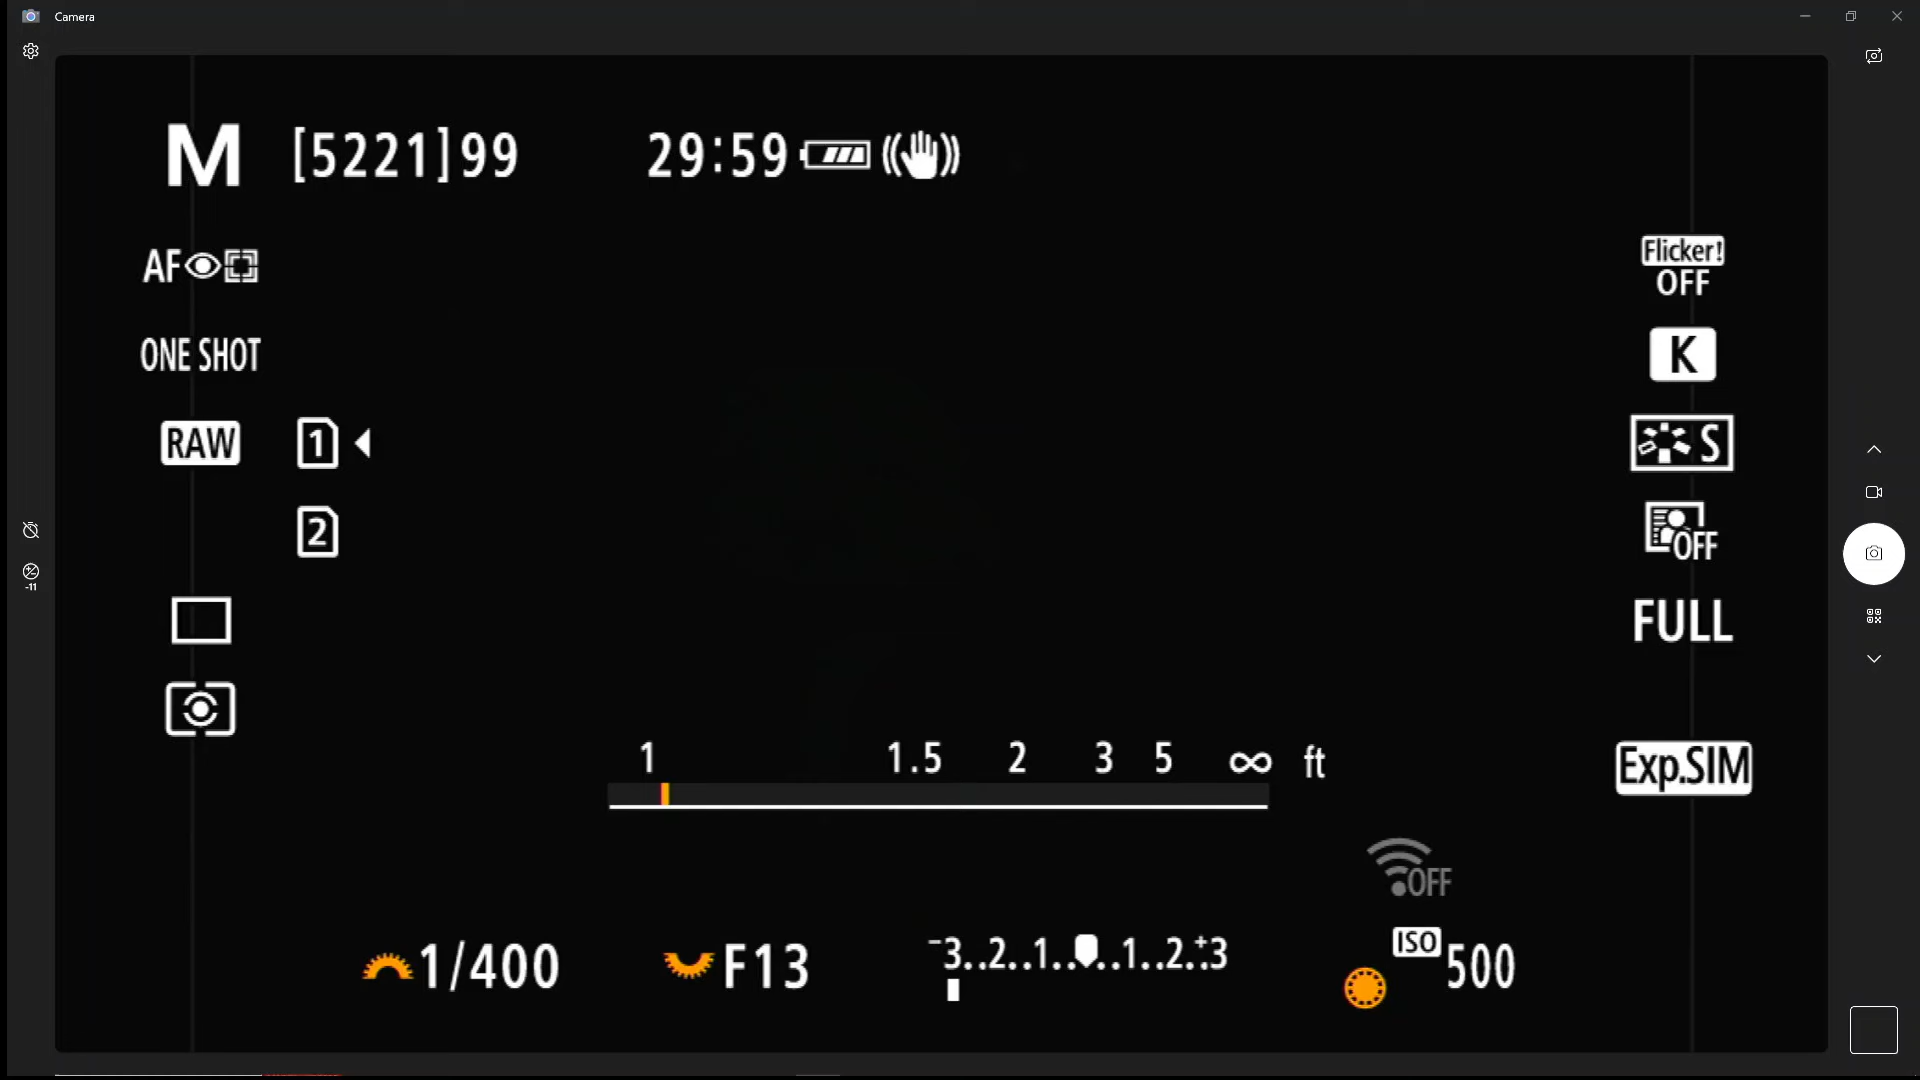 Camera
M [5221]99 29:59
AF
Flicker!
OFF
ONE SHOT
K
RAW 1
S
2
OFF
FULL
1 1.5 2 3 5 ∞ ft
Exp.SIM
OFF
1/400 F13 -3..2..1....1..2..+3 ISO 500
-11